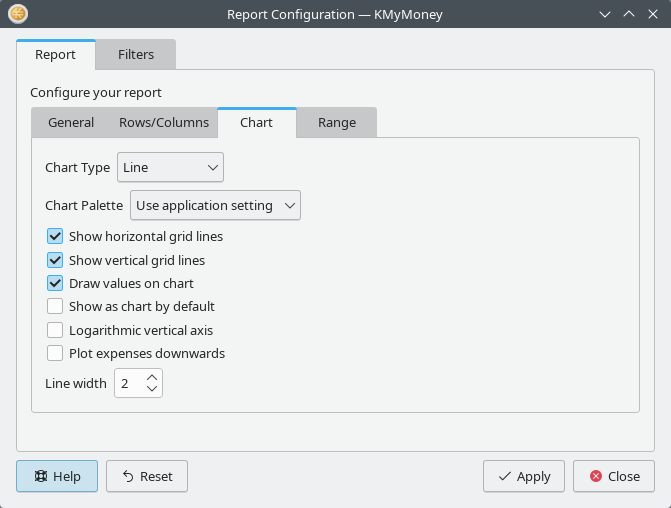 Report Configuration — KMyMoney
Report Filters
Configure your report
General Rows/Columns Chart Range
Chart Type Line
Chart Palette Use application setting
Show horizontal grid lines
Show vertical grid lines
Draw values on chart
Show as chart by default
Logarithmic vertical axis
Plot expenses downwards
Line width 2
Help Reset Apply Close